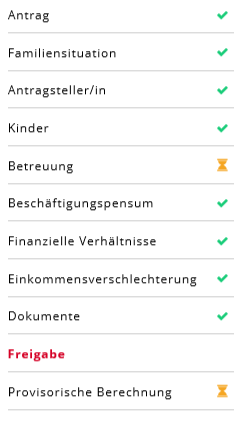 Antrag
Familiensituation
Antragsteller/in
Kinder
Betreuung
Beschäftigungspensum
Finanzielle Verhältnisse
Einkommensverschlechterung
Dokumente
Freigabe
Provisorische Berechnung